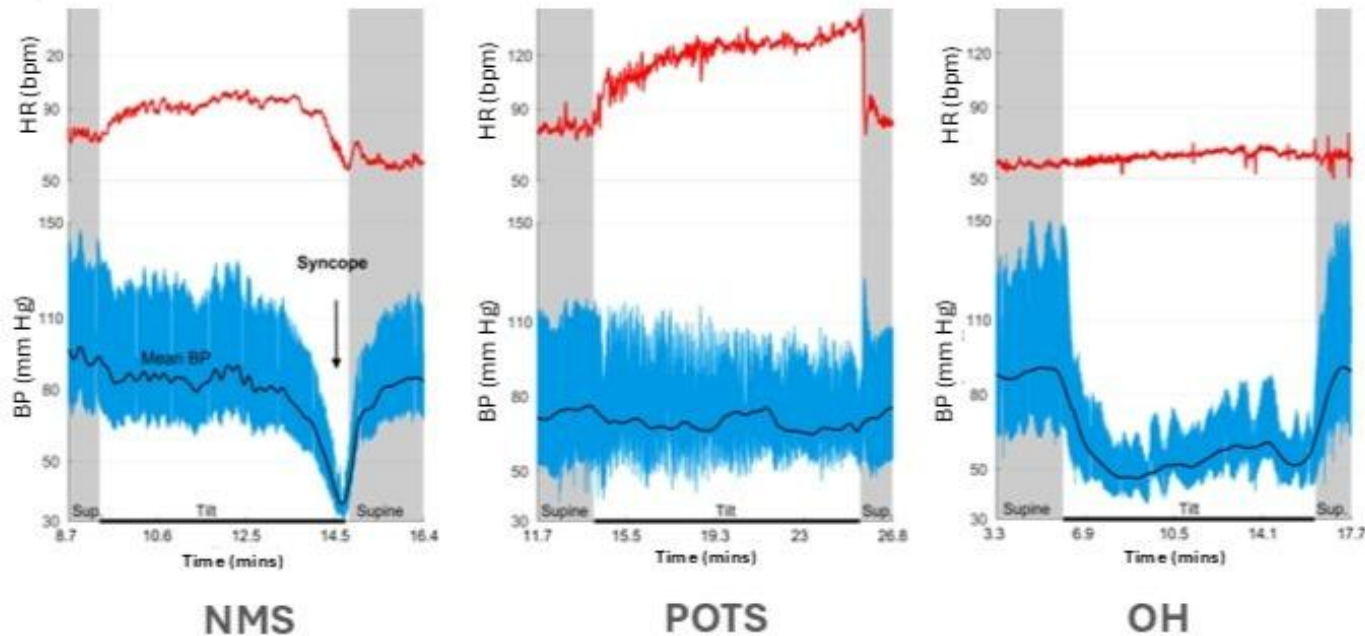 HR (bpm)
20
90
50
BP (mm Hg)
150
110
80
50
30
Syncope
Mean BP
Sup.
Tilt
Supine
8.7
10.6
12.5
14.5
16.4
Time (mins)
NMS
HR (bpm)
120
90
50
BP (mm Hg)
150
110
80
50
30
Supine
Tilt
Sup.
11.7
15.5
19.3
23
26.8
Time (mins)
POTS
HR (bpm)
120
90
50
BP (mm Hg)
150
110
80
50
30
Supine
Tilt
Sup.
3.3
6.9
10.5
14.1
17.7
Time (mins)
OH